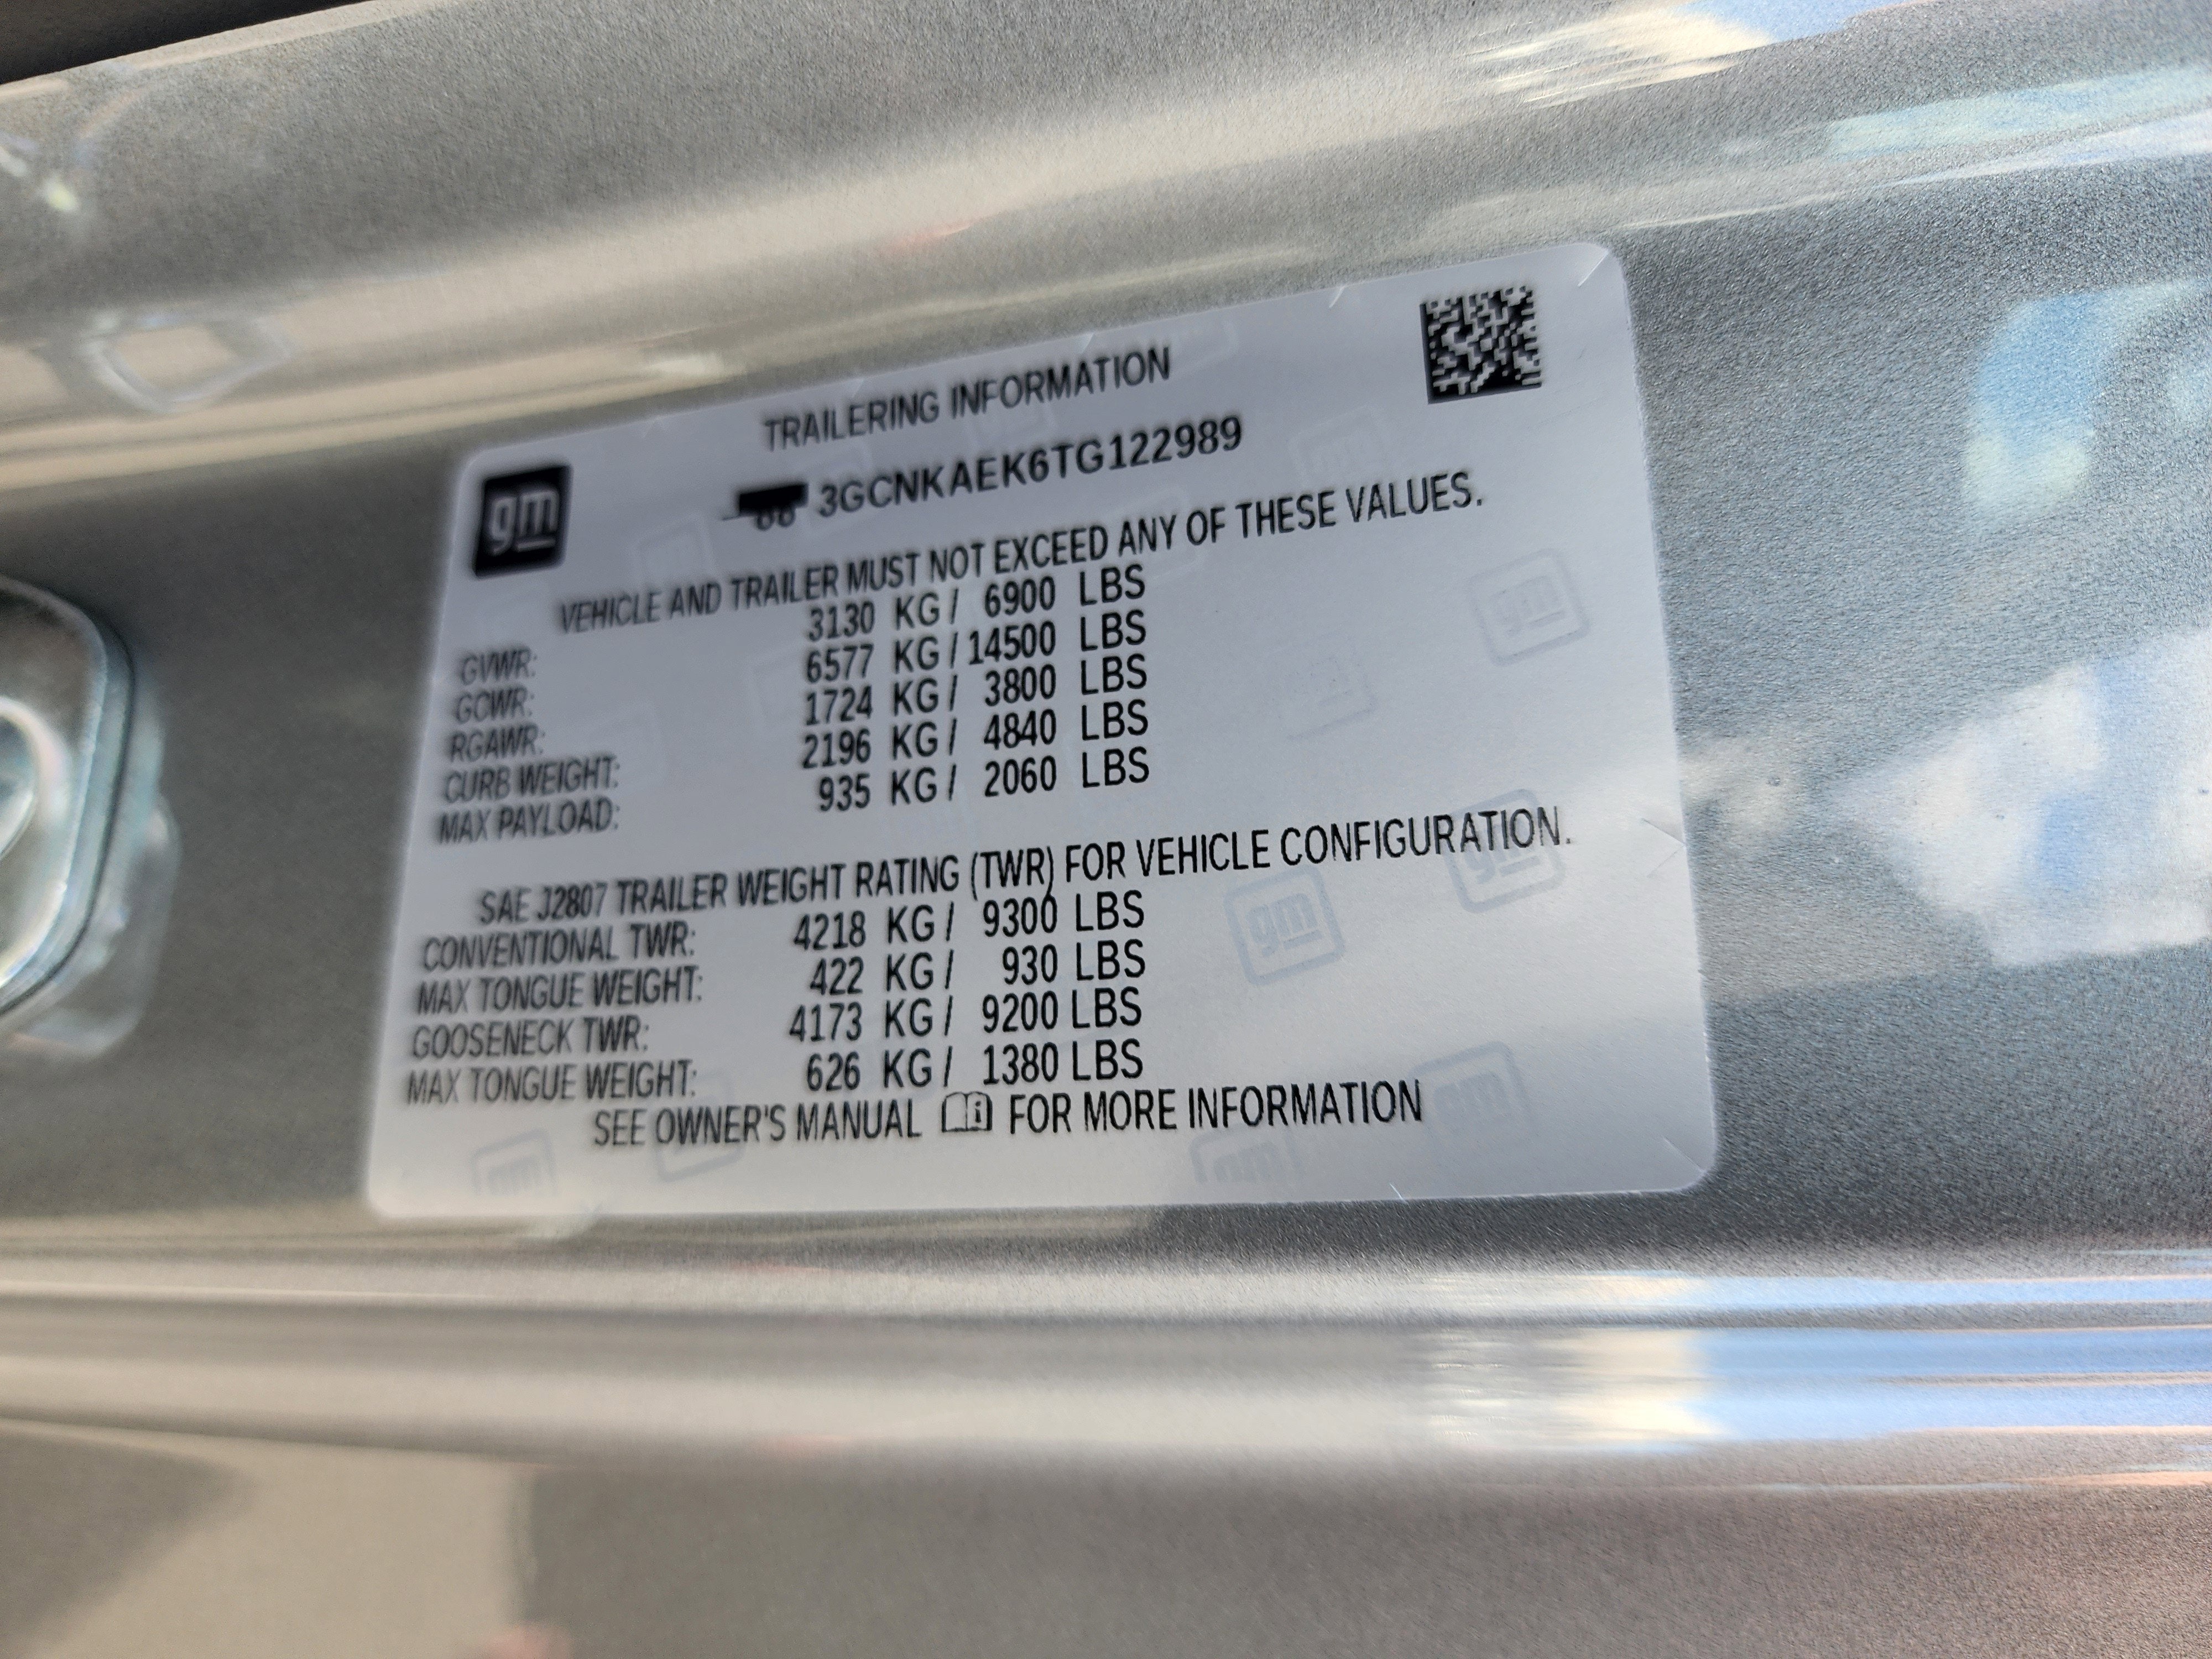 TRAILERING INFORMATION
gm 3GCNKAEK6TG122989
VEHICLE AND TRAILER MUST NOT EXCEED ANY OF THESE VALUES.
GVWR: 3130 KG / 6900 LBS
GCWR: 6577 KG / 14500 LBS
RGAWR: 1724 KG / 3800 LBS
CURB WEIGHT: 2196 KG / 4840 LBS
MAX PAYLOAD: 935 KG / 2060 LBS
SAE J2807 TRAILER WEIGHT RATING (TWR) FOR VEHICLE CONFIGURATION.
CONVENTIONAL TWR: 4218 KG / 9300 LBS
MAX TONGUE WEIGHT: 422 KG / 930 LBS
GOOSENECK TWR: 4173 KG / 9200 LBS
MAX TONGUE WEIGHT: 626 KG / 1380 LBS
SEE OWNER'S MANUAL FOR MORE INFORMATION